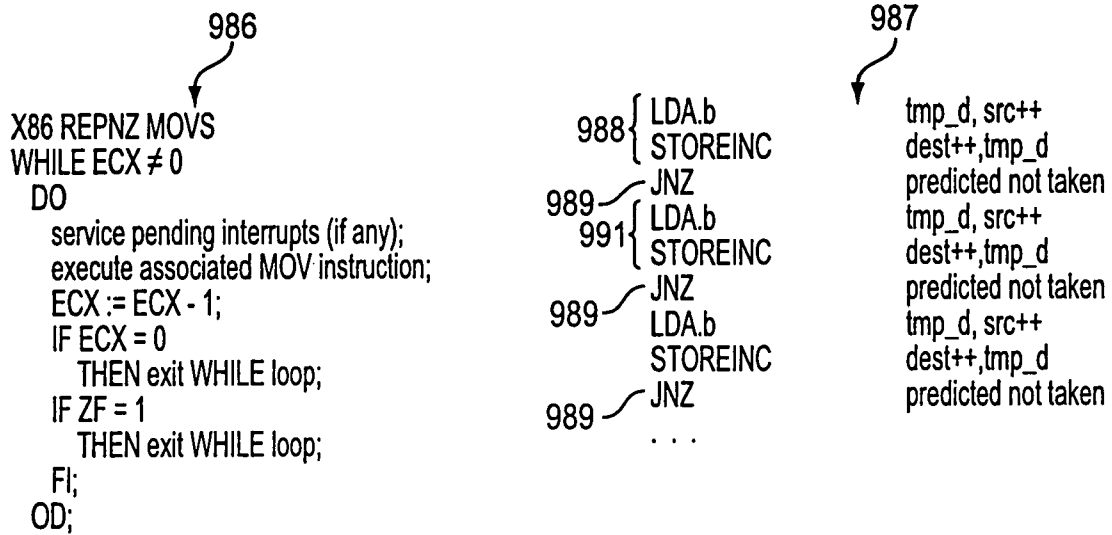 986
X86 REPNZ MOVS
WHILE ECX ≠ 0
DO
service pending interrupts (if any);
execute associated MOV instruction;
ECX := ECX - 1;
IF ECX = 0
THEN exit WHILE loop;
IF ZF = 1
THEN exit WHILE loop;
FI;
OD;
987
988 LDA.b tmp_d, src++
STOREINC dest++,tmp_d
989 JNZ predicted not taken
991 LDA.b tmp_d, src++
STOREINC dest++,tmp_d
989 JNZ predicted not taken
LDA.b tmp_d, src++
STOREINC dest++,tmp_d
989 JNZ predicted not taken
. . .